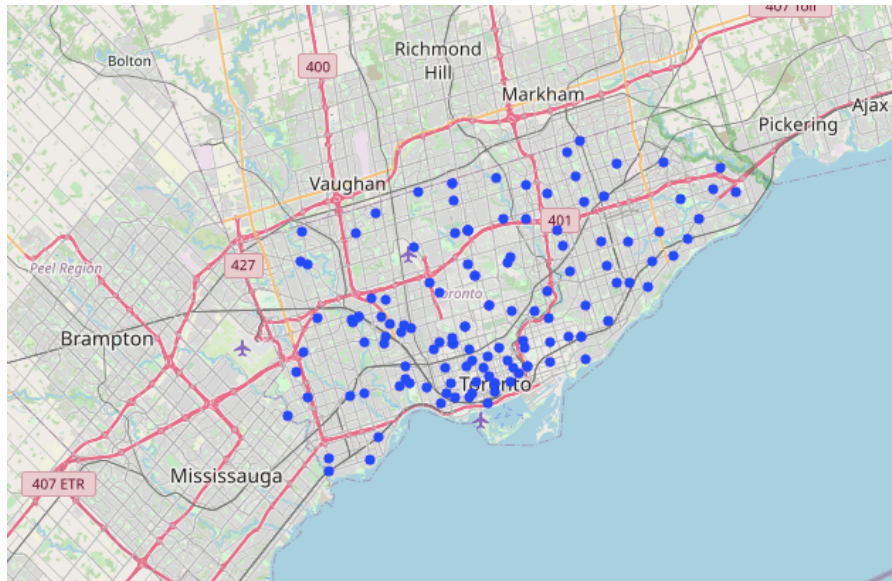 407 Toll
Richmond
Hill
Bolton
400
Markham
Ajax
Pickering
Vaughan
401
427
Peel Region
Toronto
Brampton
Toronto
Mississauga
407 ETR